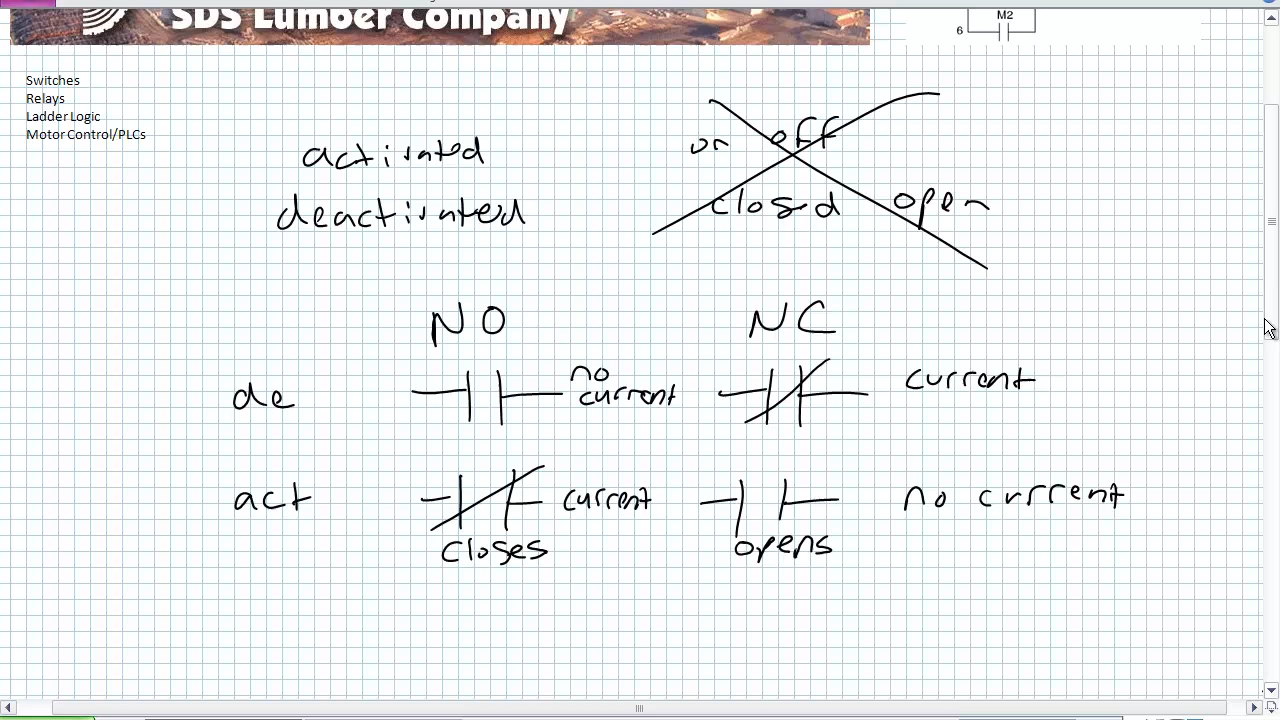 SDS Lumber Company
M2
6
Switches
Relays
Ladder Logic
Motor Control/PLCs
activated
deactivated
on off
closed open
NO NC
de no current current
act current no current
closes opens